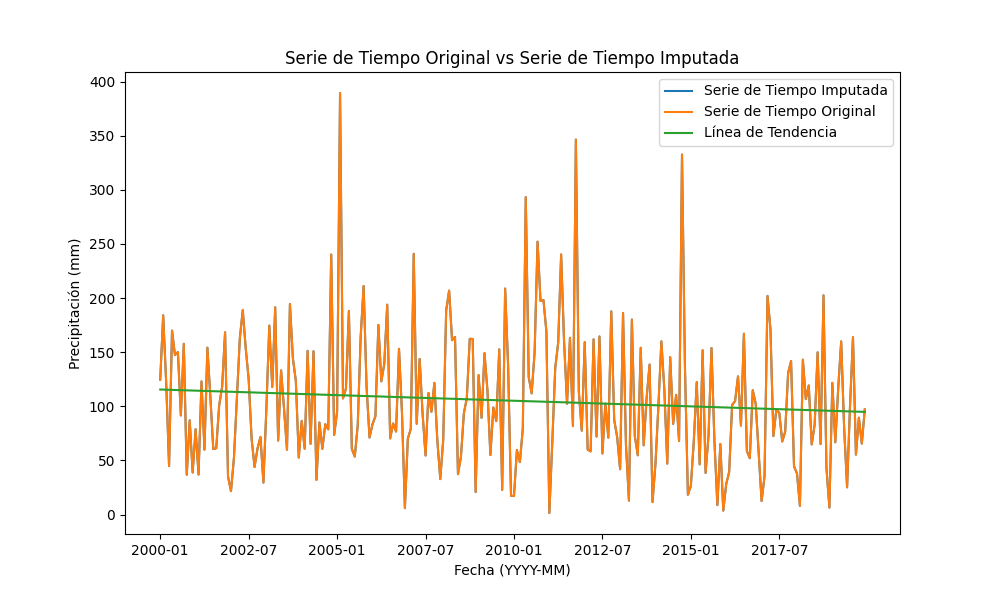 Serie de Tiempo Original vs Serie de Tiempo Imputada
Serie de Tiempo Imputada
Serie de Tiempo Original
Línea de Tendencia
Precipitación (mm)
400
350
300
250
200
150
100
50
0
2000-01 2002-07 2005-01 2007-07 2010-01 2012-07 2015-01 2017-07
Fecha (YYYY-MM)